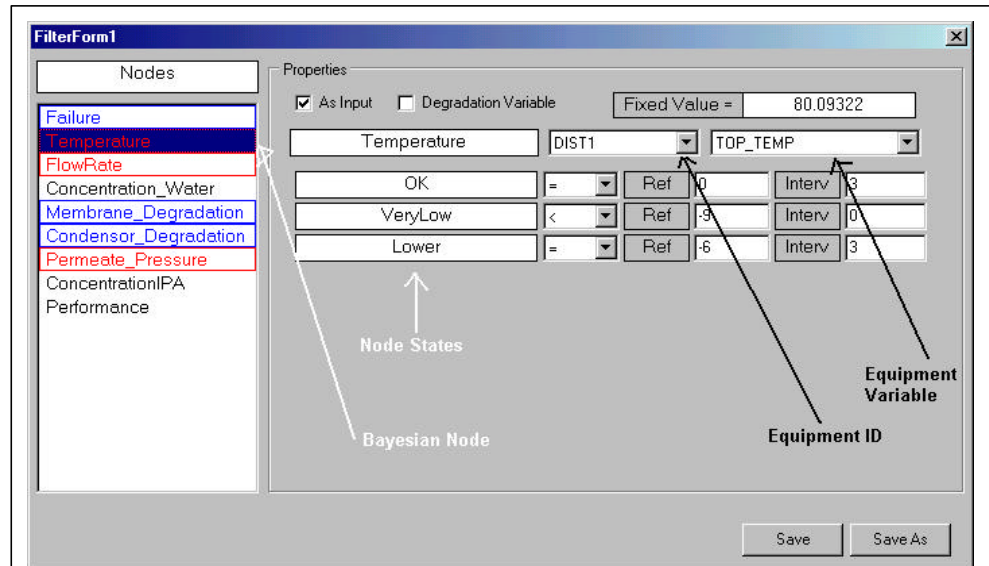 FilterForm1
Nodes
Failure
Temperature
FlowRate
Concentration_Water
Membrane_Degradation
Condensor_Degradation
Permeate_Pressure
ConcentrationIPA
Performance
Properties
As Input Degradation Variable Fixed Value = 80.09322
Temperature DIST1 TOP_TEMP
OK = Ref 0 Interv 3
VeryLow < Ref -9 Interv 0
Lower = Ref -6 Interv 3
Node States
Bayesian Node
Equipment
Variable
Equipment ID
Save Save As